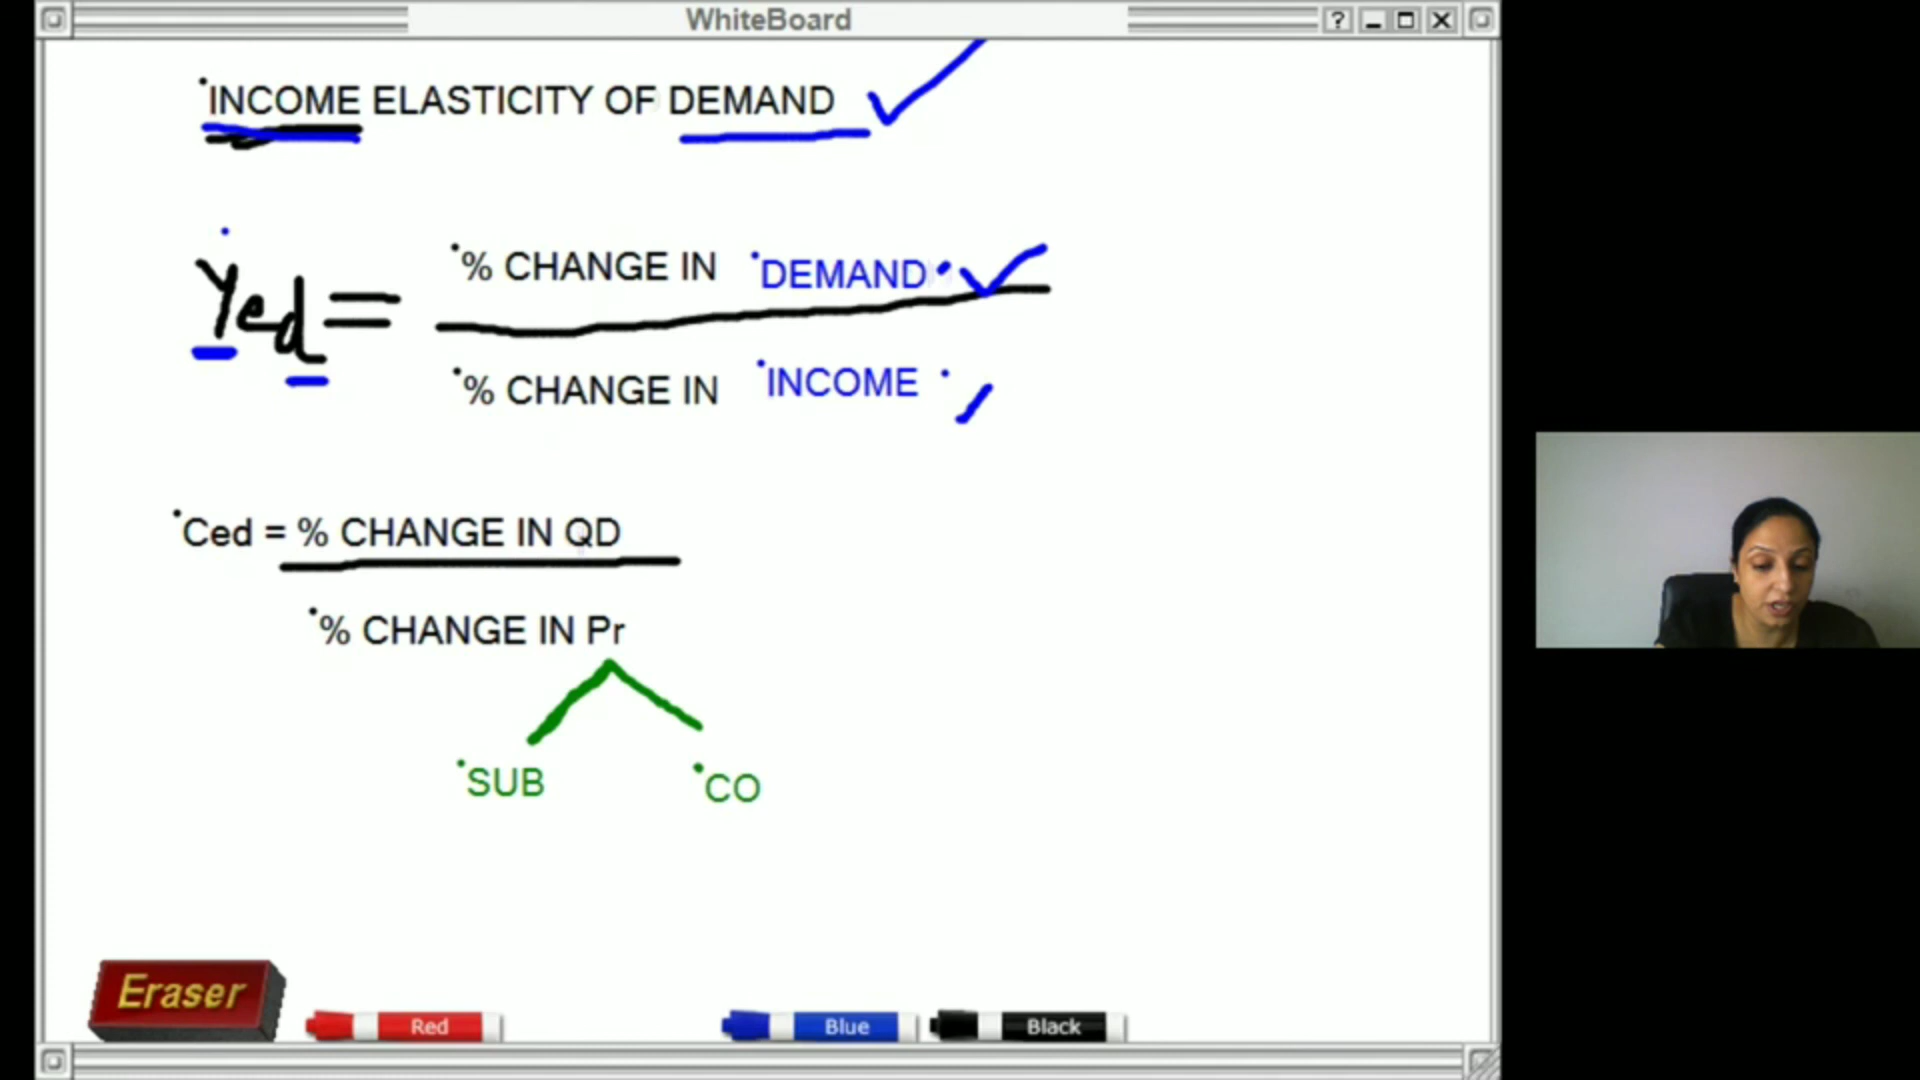 WhiteBoard
?
INCOME ELASTICITY OF DEMAND
% CHANGE IN DEMAND
Yed =
% CHANGE IN INCOME
Ced = % CHANGE IN QD
% CHANGE IN Pr
SUB CO
Eraser
Red Blue Black